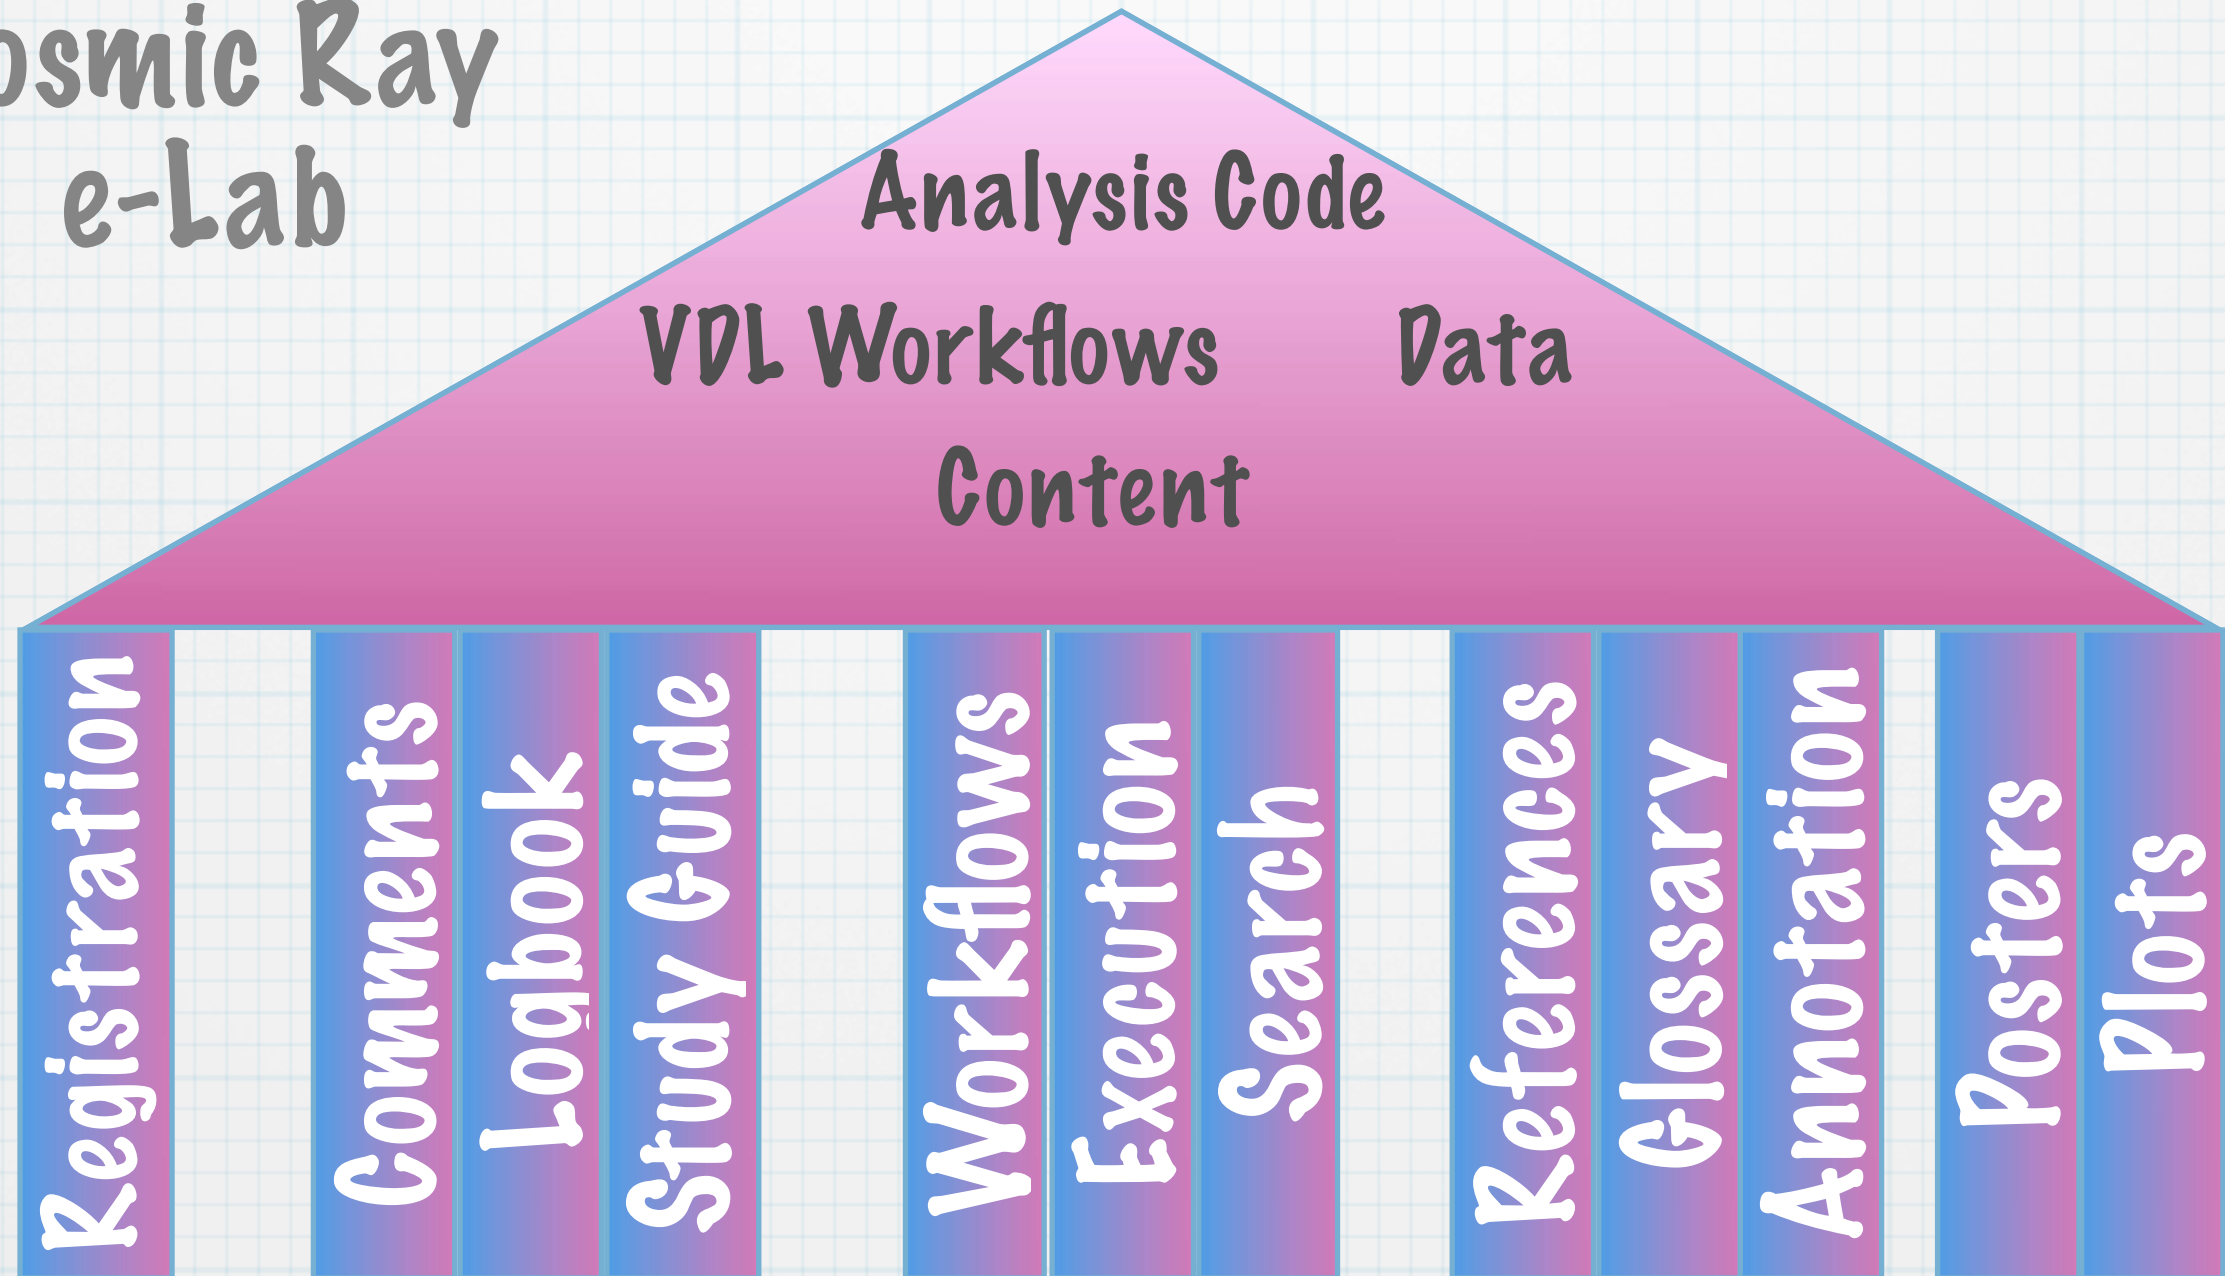 osmic Ray
e-Lab
Analysis Code
VDL Workflows Data
Content
Registration
Comments
Logbook
Study Guide
Workflows
Execution
Search
References
Glossary
Annotation
Posters
Plots